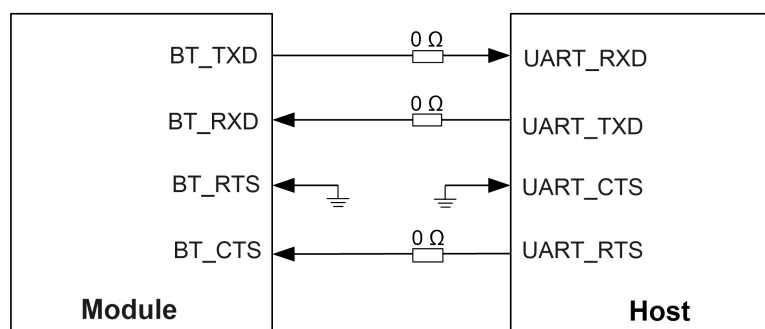 0 Ω
BT_TXD UART_RXD
0 Ω
BT_RXD UART_TXD
BT_RTS UART_CTS
0 Ω
BT_CTS UART_RTS
Module Host